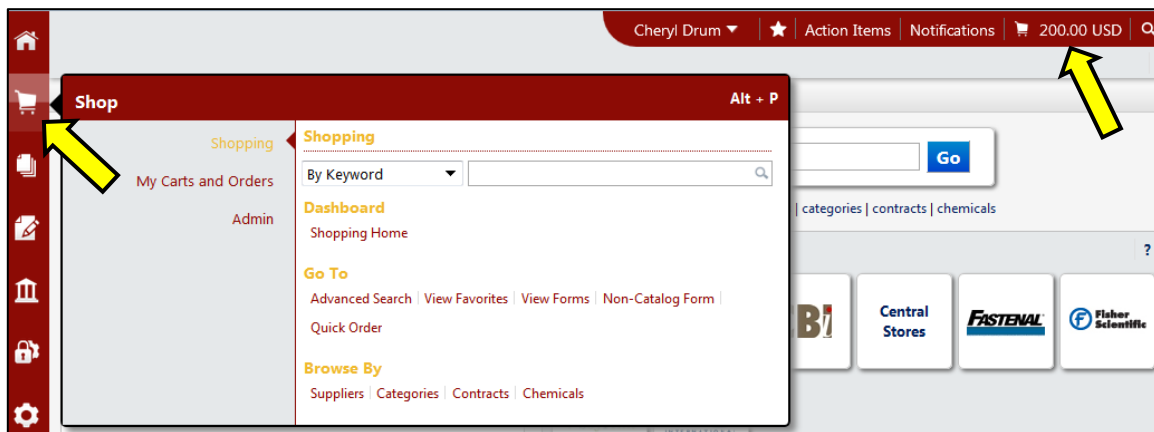 Cheryl Drum Action Items Notifications 200.00 USD
Shop Alt + P
Shopping
My Carts and Orders
Admin
Shopping
By Keyword
Dashboard
Shopping Home
Go To
Advanced Search View Favorites View Forms Non-Catalog Form
Quick Order
Browse By
Suppliers Categories Contracts Chemicals
Go
| categories | contracts | chemicals
?
Bi
Central
Stores
FASTENAL
Fisher
Scientific